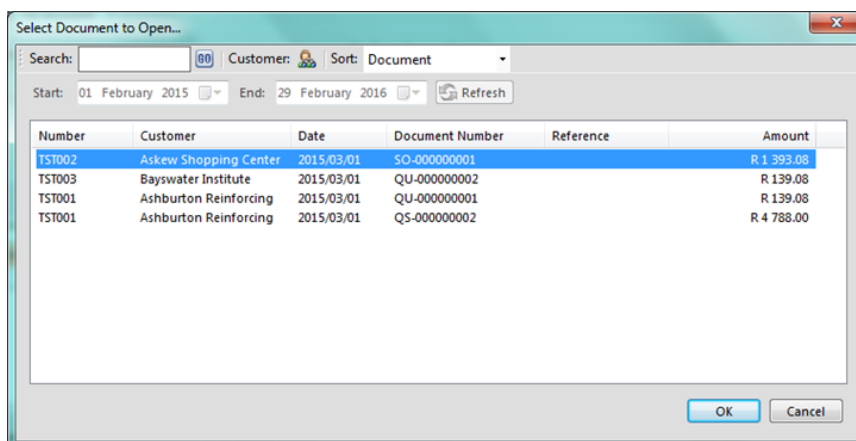 Select Document to Open...
Search: GO Customer: Sort: Document
Start: 01 February 2015 End: 29 February 2016 Refresh
Number Customer Date Document Number Reference Amount
TST002 Askew Shopping Center 2015/03/01 SO-000000001 R 1 393.08
TST003 Bayswater Institute 2015/03/01 QU-000000002 R 139.08
TST001 Ashburton Reinforcing 2015/03/01 QU-000000001 R 139.08
TST001 Ashburton Reinforcing 2015/03/01 QS-000000002 R 4 788.00
OK Cancel